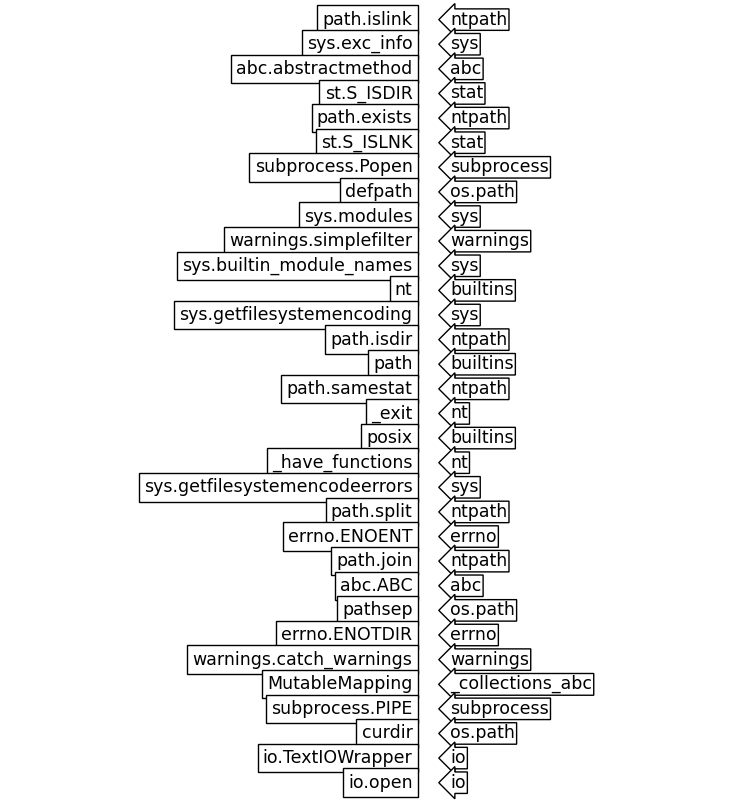 path.islink ntpath
sys.exc_info sys
abc.abstractmethod abc
st.S_ISDIR stat
path.exists ntpath
st.S_ISLNK stat
subprocess.Popen subprocess
defpath os.path
sys.modules sys
warnings.simplefilter warnings
sys.builtin_module_names sys
nt builtins
sys.getfilesystemencoding sys
path.isdir ntpath
path builtins
path.samestat ntpath
_exit nt
posix builtins
_have_functions nt
sys.getfilesystemencodeerrors sys
path.split ntpath
errno.ENOENT errno
path.join ntpath
abc.ABC abc
pathsep os.path
errno.ENOTDIR errno
warnings.catch_warnings warnings
MutableMapping _collections_abc
subprocess.PIPE subprocess
curdir os.path
io.TextIOWrapper io
io.open io